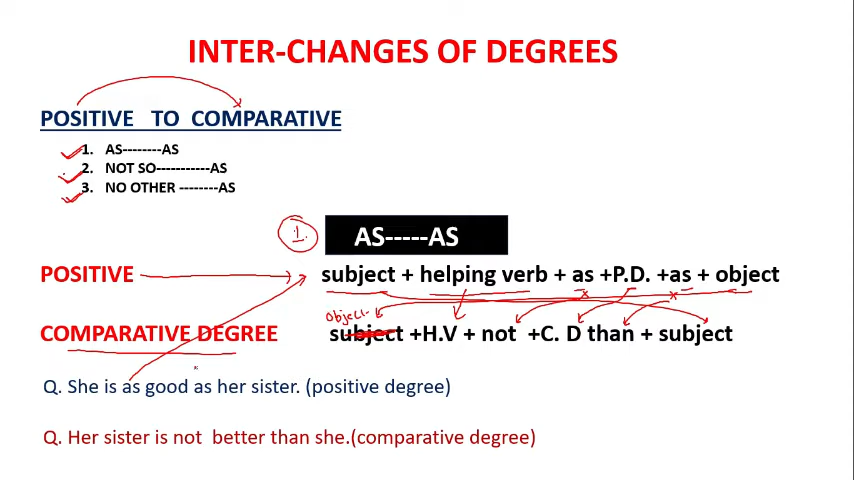 INTER-CHANGES OF DEGREES
POSITIVE TO COMPARATIVE
1. AS--------AS
2. NOT SO-----------AS
3. NO OTHER --------AS
1. AS-----AS
POSITIVE subject + helping verb + as +P.D. +as + object
Object
COMPARATIVE DEGREE subject +H.V + not +C. D than + subject
Q. She is as good as her sister. (positive degree)
Q. Her sister is not better than she.(comparative degree)